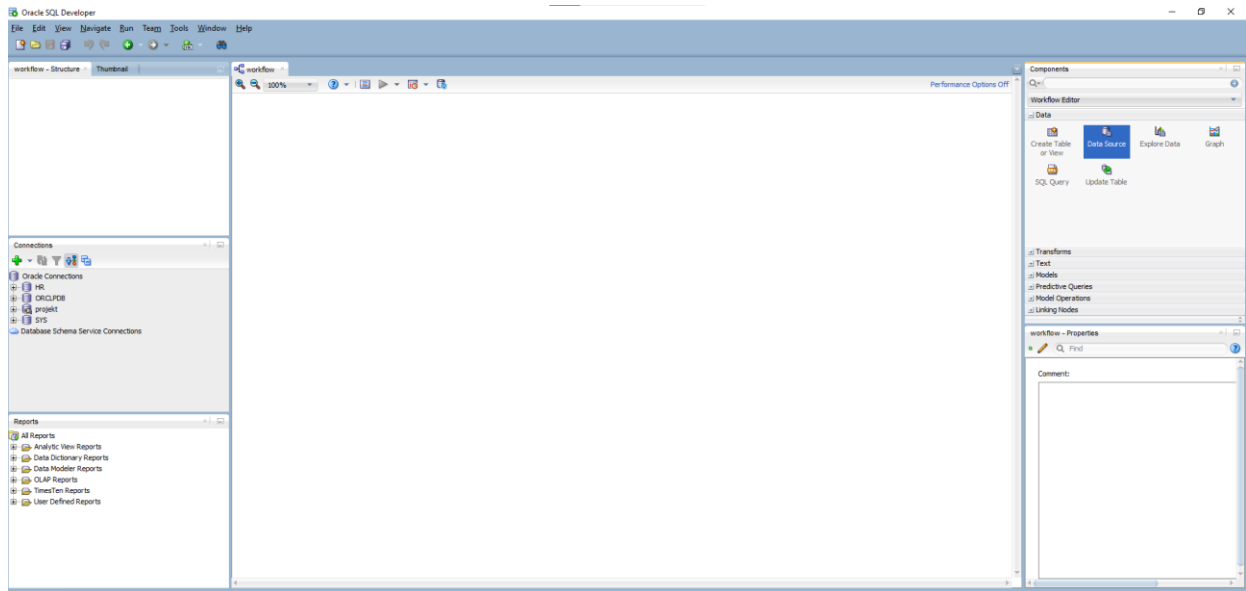 Oracle SQL Developer
File Edit View Navigate Run Team Tools Window Help
workflow - Structure Thumbnail
workflow
100%
Performance Options Off
Connections
Oracle Connections
HR
ORCLPDB
projekt
SYS
Database Schema Service Connections
Reports
All Reports
Analytic View Reports
Data Dictionary Reports
Data Modeler Reports
OLAP Reports
TimesTen Reports
User Defined Reports
Components
Workflow Editor
Data
Create Table or View
Data Source
Explore Data
Graph
SQL Query
Update Table
Transforms
Text
Models
Predictive Queries
Model Operations
Linking Nodes
workflow - Properties
Find
Comment: